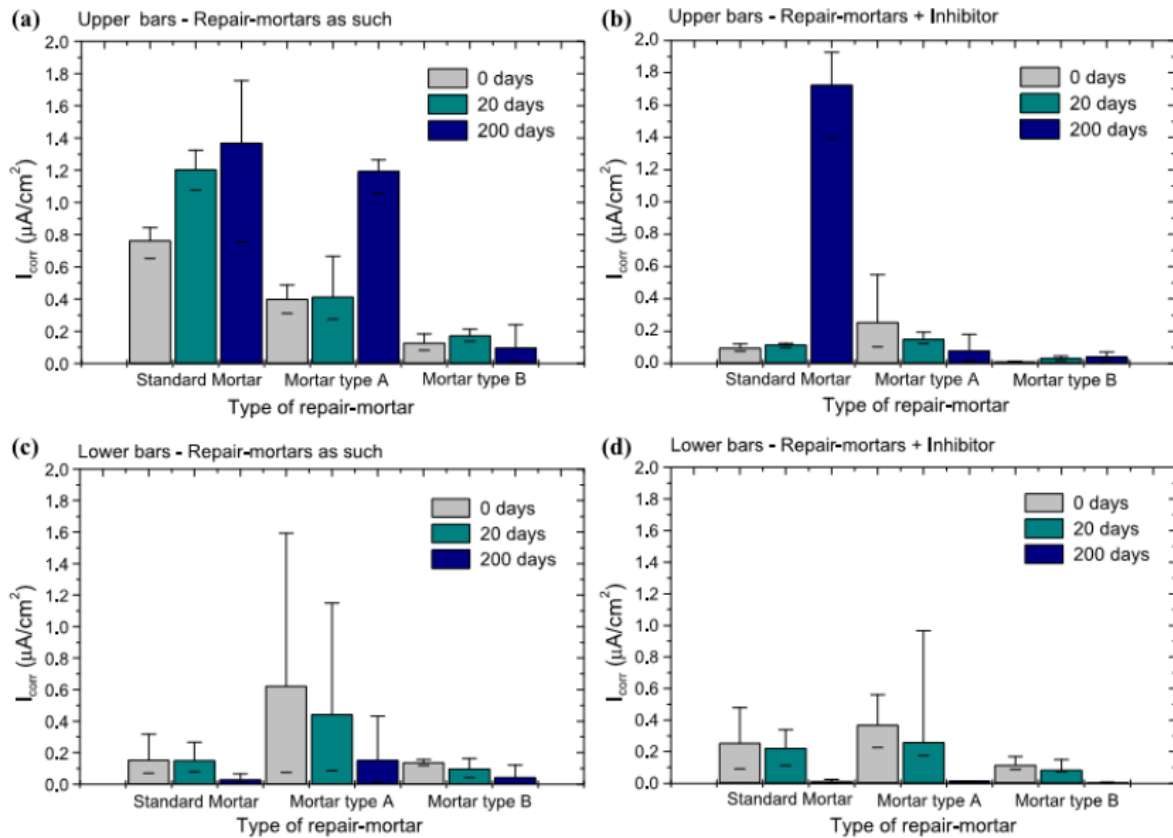 (a) Upper bars - Repair-mortars as such
2.0
1.8
1.6
1.4
1.2
1.0
0.8
0.6
0.4
0.2
0.0
Icorr (μA/cm²)
0 days
20 days
200 days
Standard Mortar Mortar type A Mortar type B
Type of repair-mortar
(b) Upper bars - Repair-mortars + Inhibitor
2.0
1.8
1.6
1.4
1.2
1.0
0.8
0.6
0.4
0.2
0.0
Icorr (μA/cm²)
0 days
20 days
200 days
Standard Mortar Mortar type A Mortar type B
Type of repair-mortar
(c) Lower bars - Repair-mortars as such
2.0
1.8
1.6
1.4
1.2
1.0
0.8
0.6
0.4
0.2
0.0
Icorr (μA/cm²)
0 days
20 days
200 days
Standard Mortar Mortar type A Mortar type B
Type of repair-mortar
(d) Lower bars - Repair-mortars + Inhibitor
2.0
1.8
1.6
1.4
1.2
1.0
0.8
0.6
0.4
0.2
0.0
Icorr (μA/cm²)
0 days
20 days
200 days
Standard Mortar Mortar type A Mortar type B
Type of repair-mortar